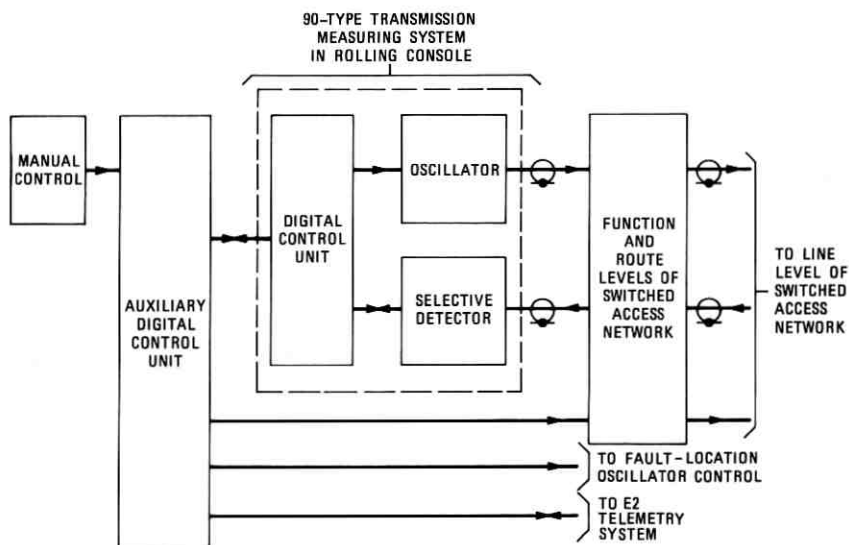 90-TYPE TRANSMISSION
MEASURING SYSTEM
IN ROLLING CONSOLE
MANUAL
CONTROL
AUXILIARY
DIGITAL
CONTROL
UNIT
DIGITAL
CONTROL
UNIT
OSCILLATOR
SELECTIVE
DETECTOR
FUNCTION
AND
ROUTE
LEVELS OF
SWITCHED
ACCESS
NETWORK
TO LINE
LEVEL OF
SWITCHED
ACCESS
NETWORK
TO FAULT-LOCATION
OSCILLATOR CONTROL
TO E2
TELEMETRY
SYSTEM